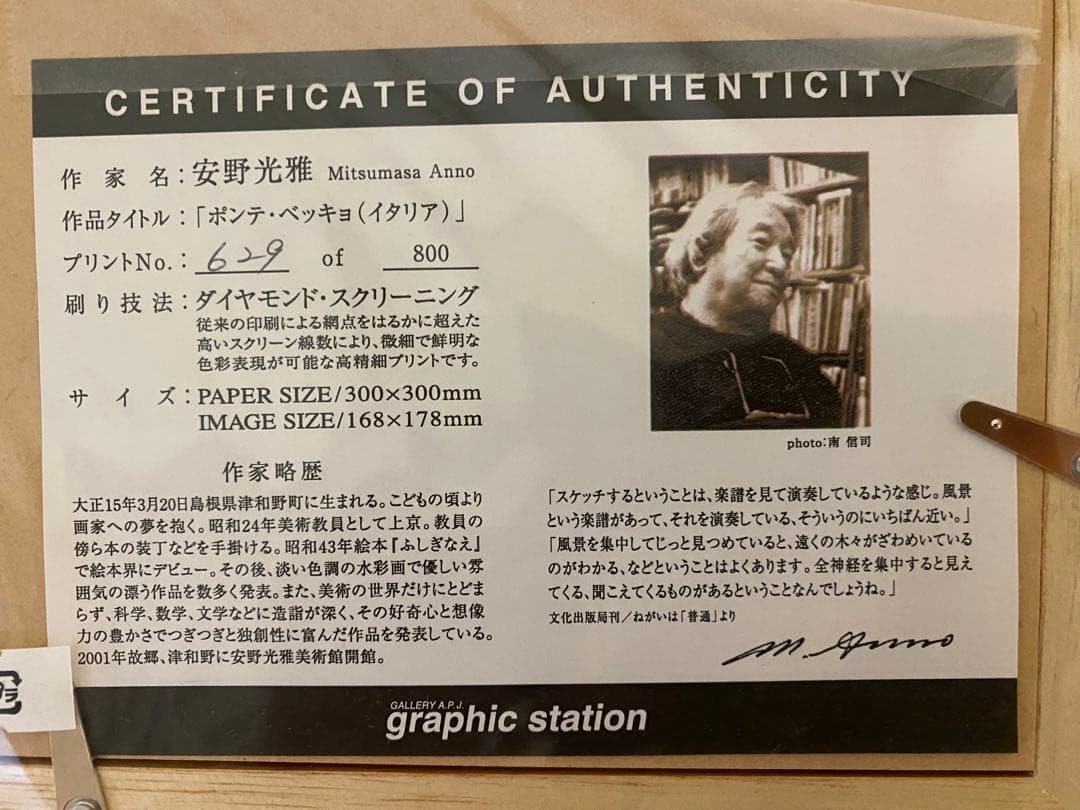 CERTIFICATE OF AUTHENTICITY
作家名：安野光雅 Mitsumasa Anno
作品タイトル：「ポンテ・ベッキョ（イタリア）」
プリントNo.：629 of 800
刷り技法：ダイヤモンド・スクリーニング
従来の印刷による網点をはるかに超えた
高いスクリーン線数により、微細で鮮明な
色彩表現が可能な高精細プリントです。
サイズ：PAPER SIZE/300×300mm
IMAGE SIZE/168×178mm
作家略歴
大正15年3月20日島根県津和野町に生まれる。こどもの頃より
画家への夢を抱く。昭和24年美術教員として上京。教員の
傍ら本の装丁などを手掛ける。昭和43年絵本『ふしぎなえ』
で絵本界にデビュー。その後、淡い色調の水彩画で優しい雰
囲気の漂う作品を数多く発表。また、美術の世界だけにとどま
らず、科学、数学、文学などに造詣が深く、その好奇心と想像
力の豊かさでつぎつぎと独創性に富んだ作品を発表している。
2001年故郷、津和野に安野光雅美術館開館。
photo：南 信司
「スケッチするということは、楽譜を見て演奏しているような感じ。風景
という楽譜があって、それを演奏している、そういうのにいちばん近い。」
「風景を集中してじっと見つめていると、遠くの木々がざわめいている
のがわかる、などということはよくあります。全神経を集中すると見え
てくる、聞こえてくるものがあるということなんでしょうね。」
文化出版局刊／ねがいは「普通」より
M. Anno
GALLERY A.P.J.
graphic station